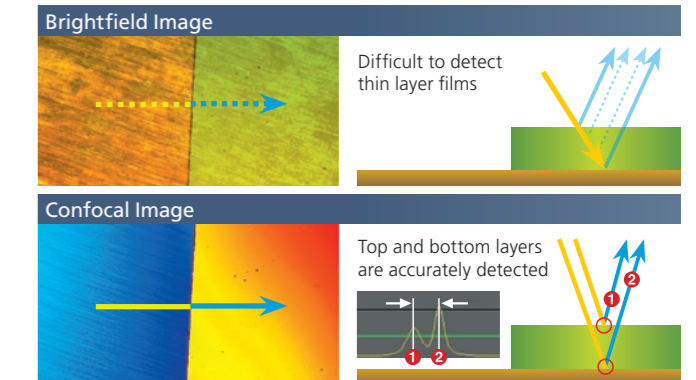 Brightfield Image
Difficult to detect
thin layer films
Confocal Image
Top and bottom layers
are accurately detected
1 2
1
2